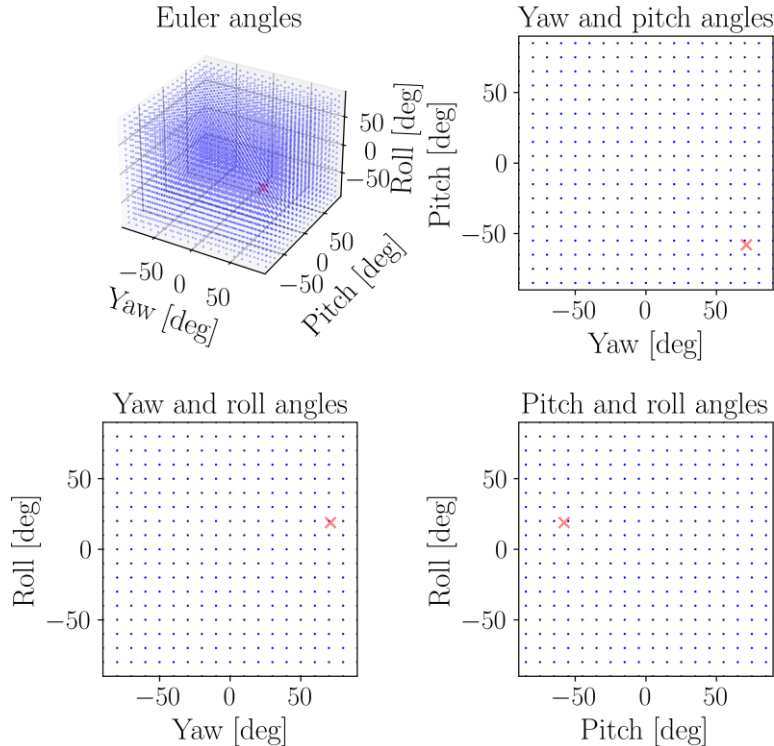 Euler angles
50
0
−50
Roll [deg]
−50
0
50
Yaw [deg]
−50
0
50
Pitch [deg]
Yaw and pitch angles
50
0
−50
Pitch [deg]
−50
0
50
Yaw [deg]
Yaw and roll angles
50
0
−50
Roll [deg]
−50
0
50
Yaw [deg]
Pitch and roll angles
50
0
−50
Roll [deg]
−50
0
50
Pitch [deg]